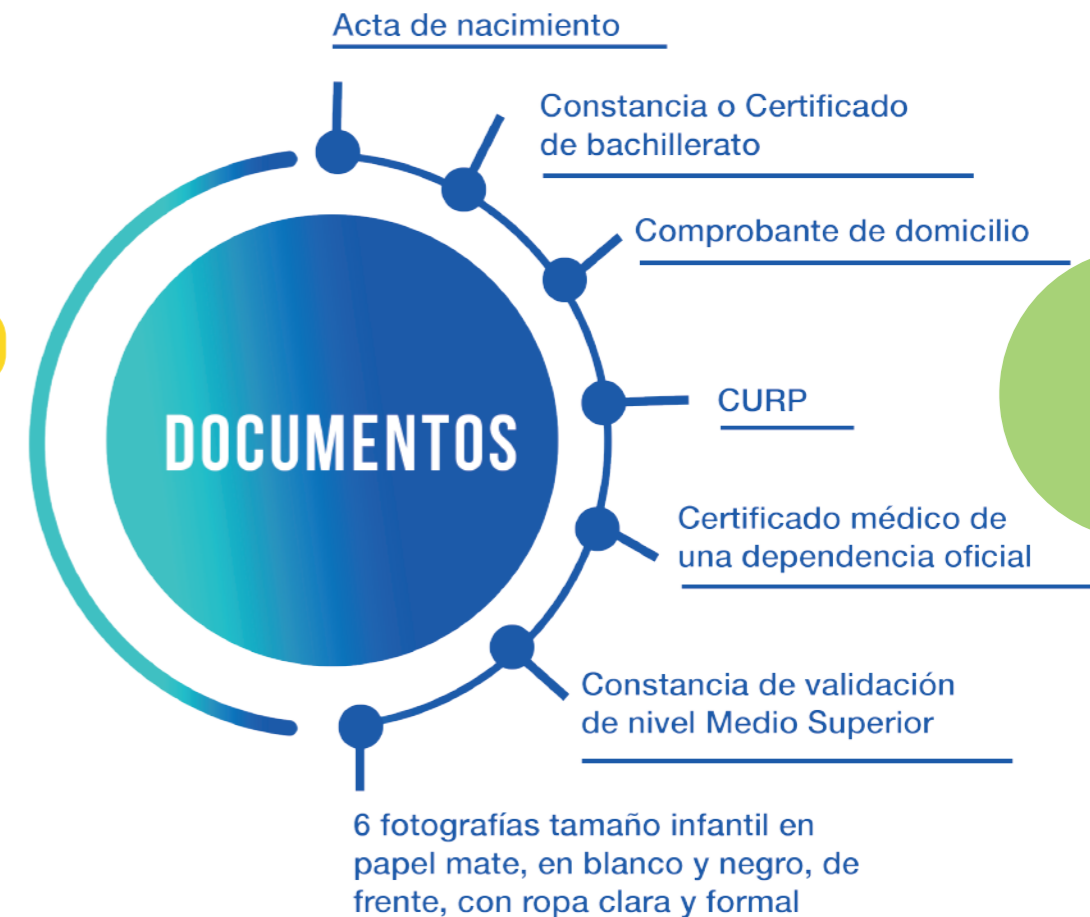 Acta de nacimiento
Constancia o Certificado
de bachillerato
Comprobante de domicilio
CURP
DOCUMENTOS
Certificado médico de
una dependencia oficial
Constancia de validación
de nivel Medio Superior
6 fotografías tamaño infantil en
papel mate, en blanco y negro, de
frente, con ropa clara y formal